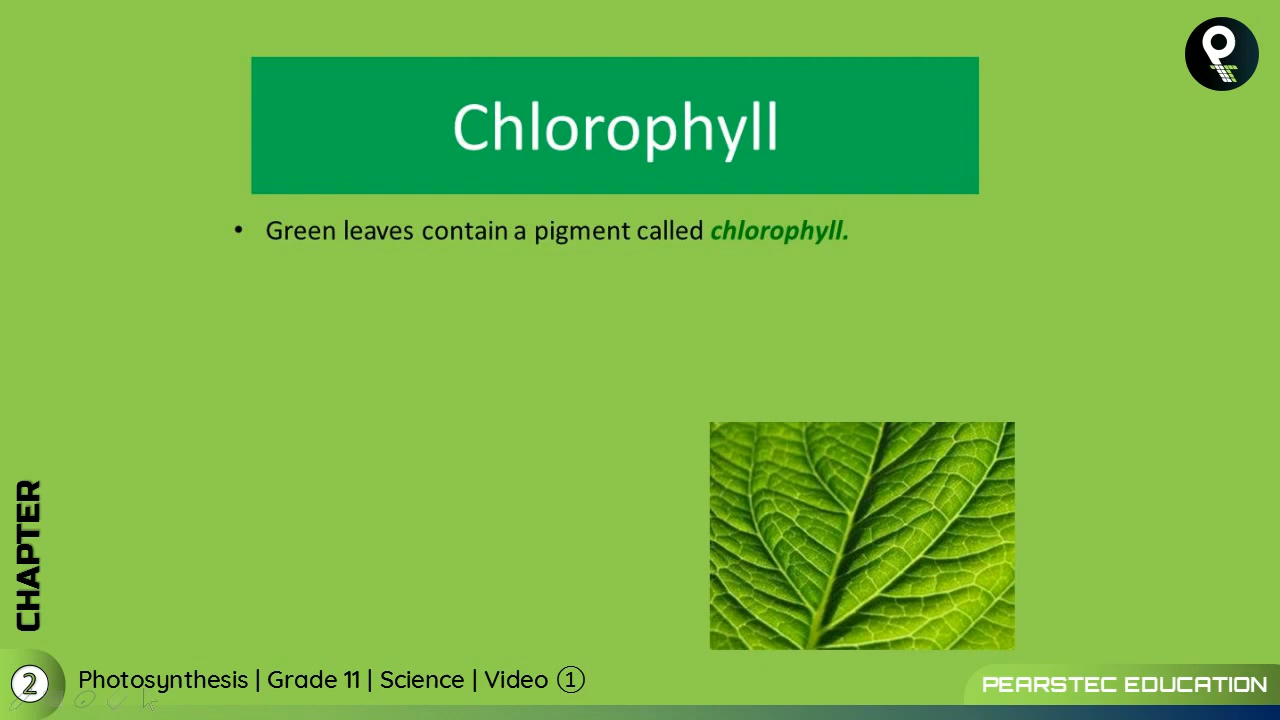 Chlorophyll
• Green leaves contain a pigment called chlorophyll.
CHAPTER
2
Photosynthesis | Grade 11 | Science | Video ①
PEARSTEC EDUCATION